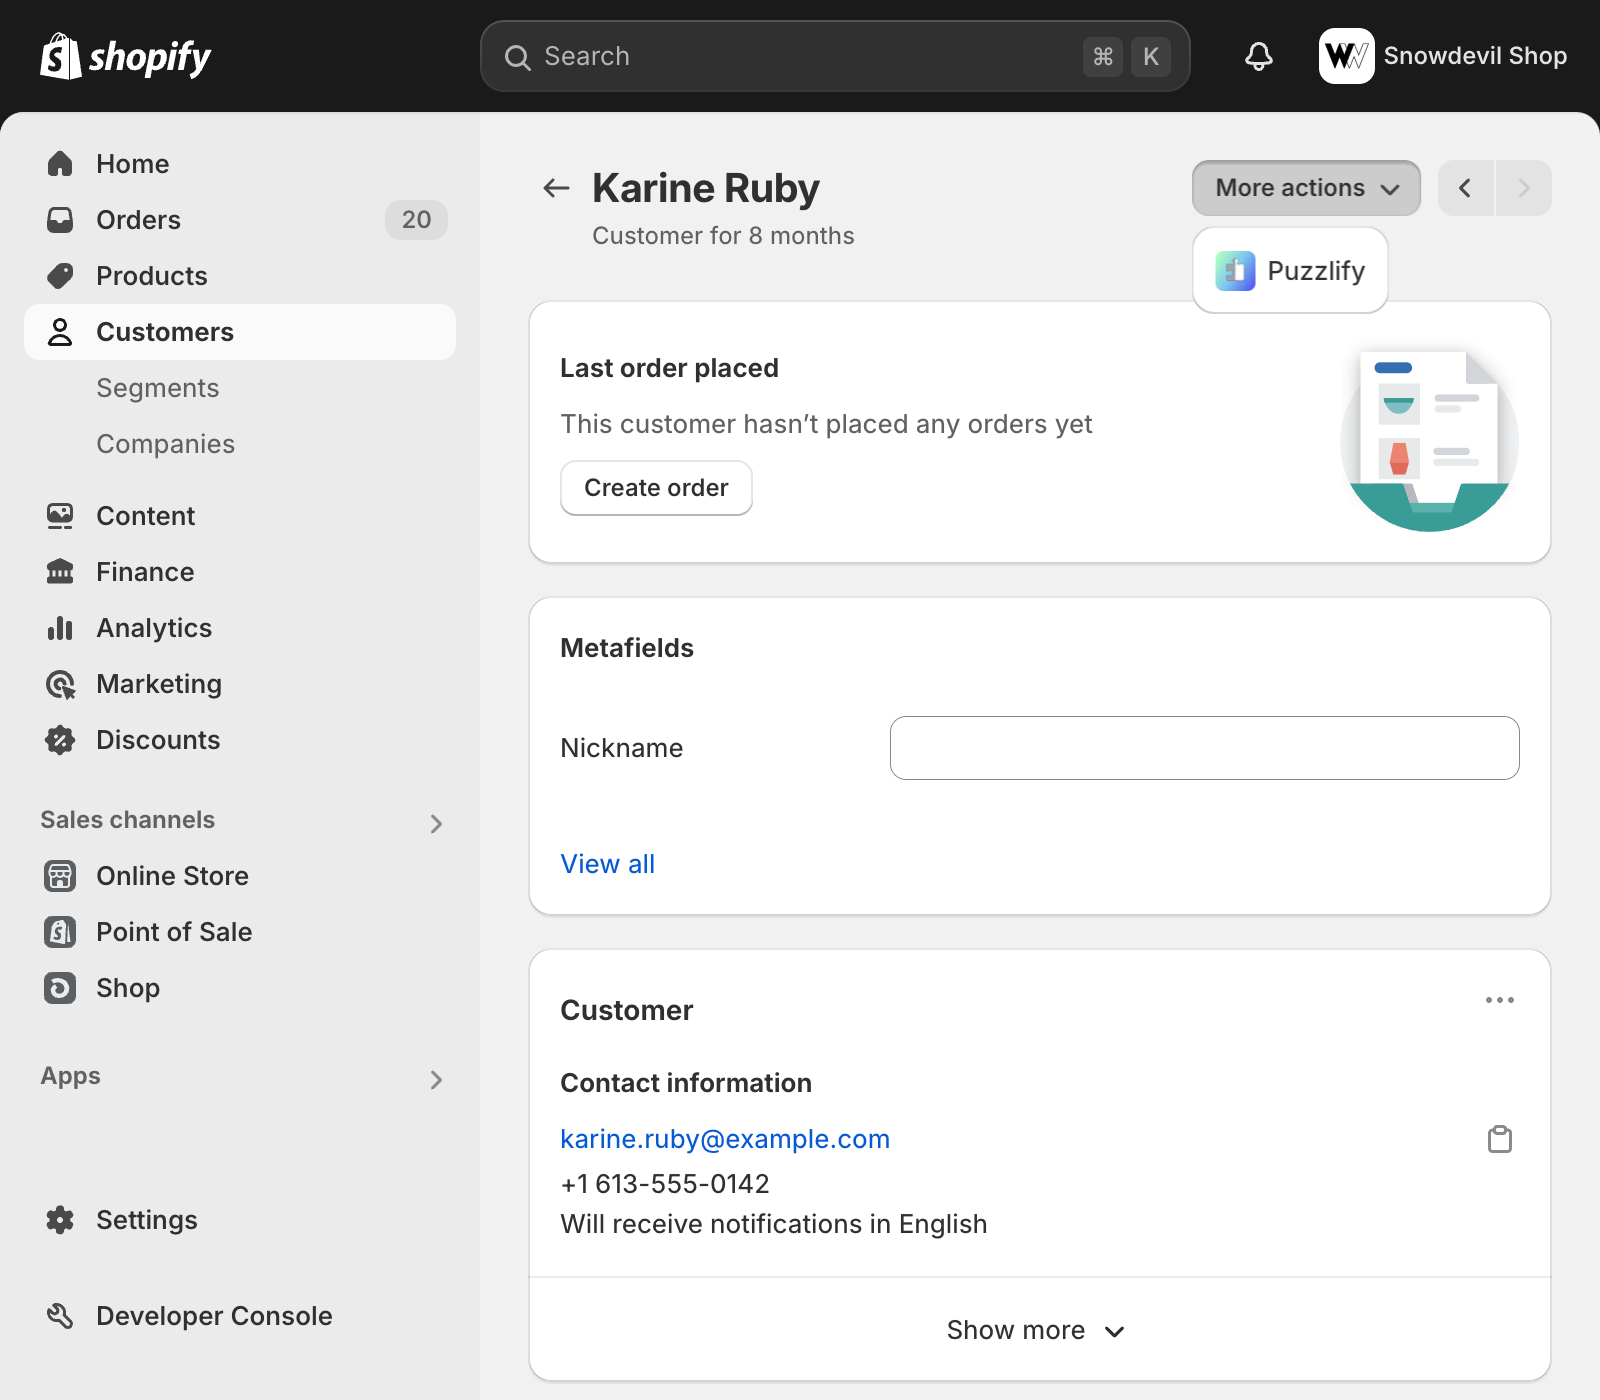 shopify
Search
⌘ K
Snowdevil Shop
Home
Orders
20
Products
Customers
Segments
Companies
Content
Finance
Analytics
Marketing
Discounts
Sales channels
Online Store
Point of Sale
Shop
Apps
Settings
Developer Console
Karine Ruby
Customer for 8 months
More actions
Puzzlify
Last order placed
This customer hasn’t placed any orders yet
Create order
Metafields
Nickname
View all
Customer
Contact information
karine.ruby@example.com
+1 613-555-0142
Will receive notifications in English
Show more